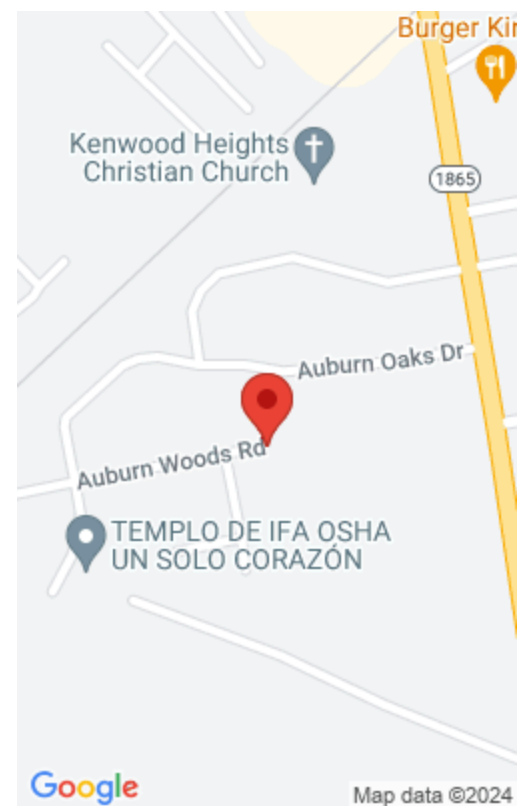 Burger Kin
Kenwood Heights
Christian Church
1865
Auburn Oaks Dr
Auburn Woods Rd
TEMPLO DE IFA OSHA
UN SOLO CORAZÓN
Google
Map data ©2024